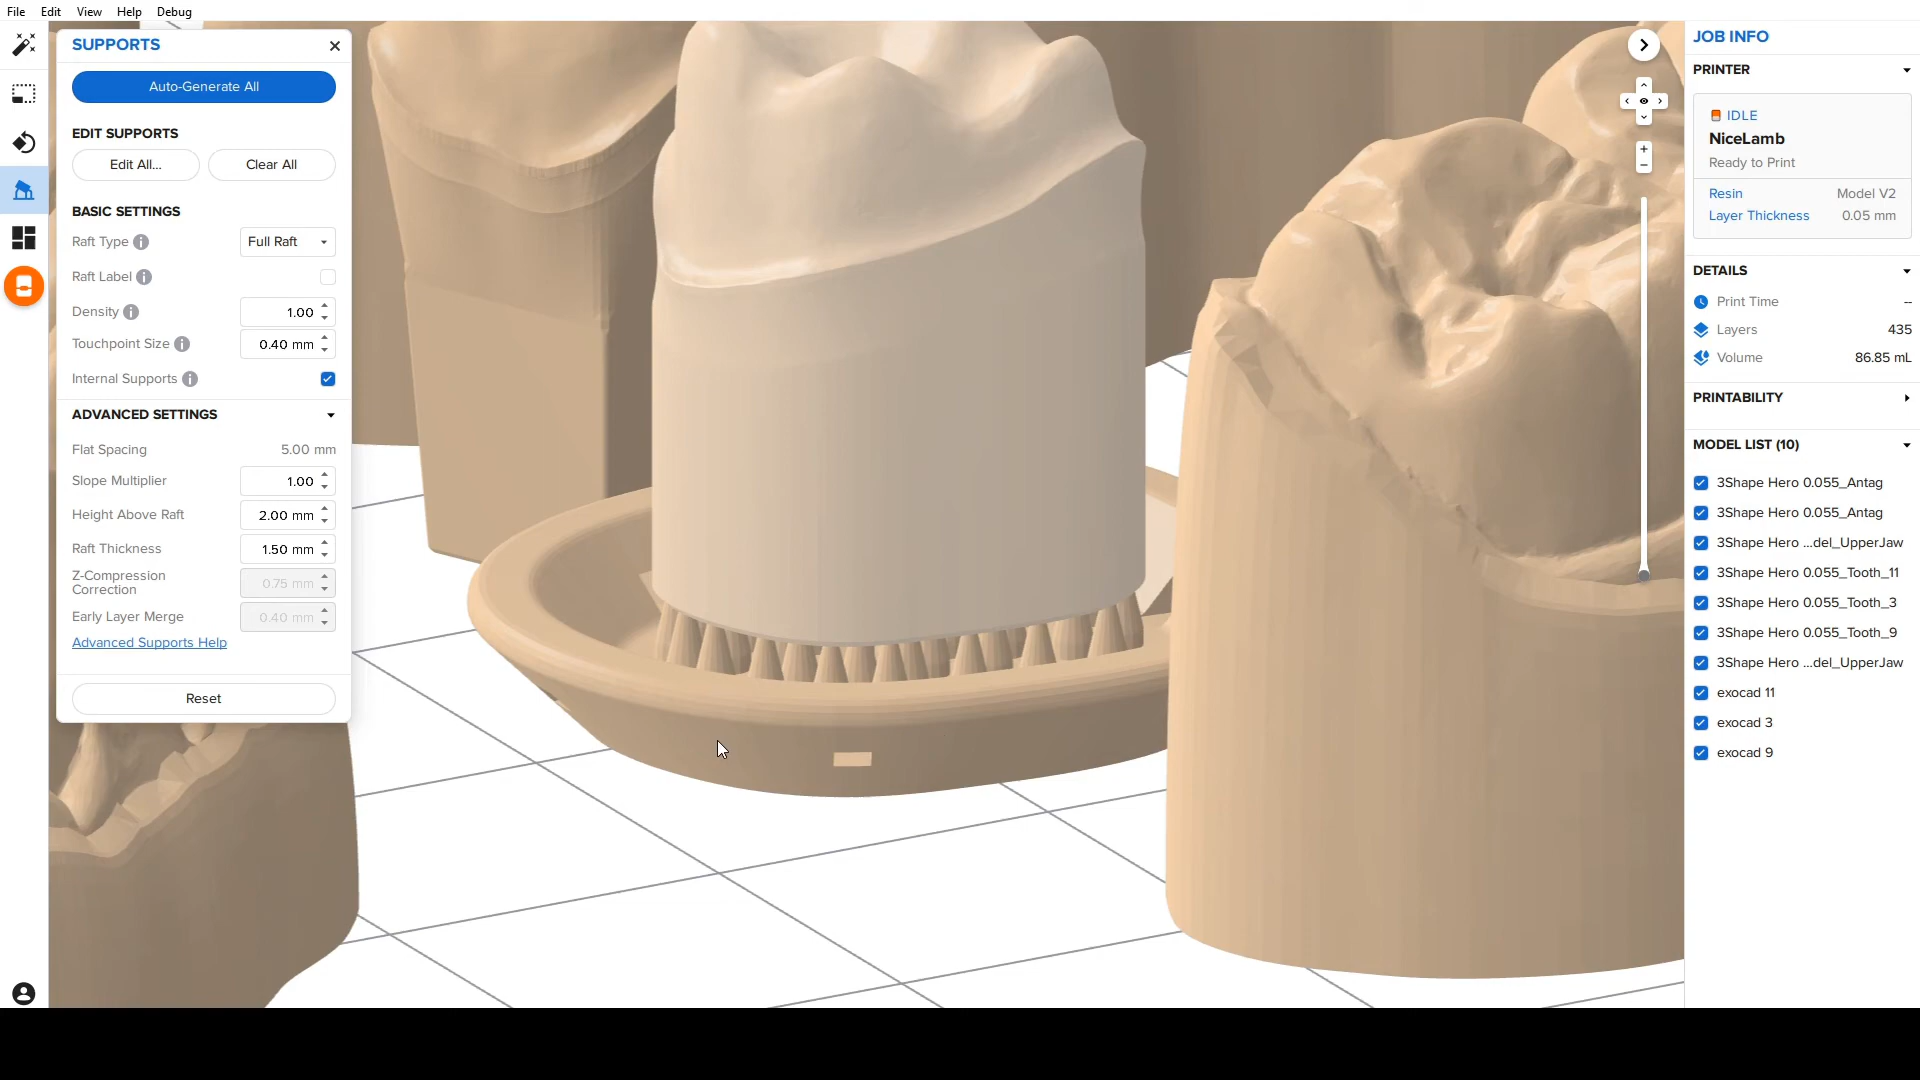 File Edit View Help Debug
SUPPORTS
Auto-Generate All
EDIT SUPPORTS
Edit All... Clear All
BASIC SETTINGS
Raft Type Full Raft
Raft Label
Density 1.00
Touchpoint Size 0.40 mm
Internal Supports
ADVANCED SETTINGS
Flat Spacing 5.00 mm
Slope Multiplier 1.00
Height Above Raft 2.00 mm
Raft Thickness 1.50 mm
Z-Compression
Correction 0.75 mm
Early Layer Merge 0.40 mm
Advanced Supports Help
Reset
JOB INFO
PRINTER
IDLE
NiceLamb
Ready to Print
Resin Model V2
Layer Thickness 0.05 mm
DETAILS
Print Time --
Layers 435
Volume 86.85 mL
PRINTABILITY
MODEL LIST (10)
3Shape Hero 0.055_Antag
3Shape Hero 0.055_Antag
3Shape Hero ...del_UpperJaw
3Shape Hero 0.055_Tooth_11
3Shape Hero 0.055_Tooth_3
3Shape Hero 0.055_Tooth_9
3Shape Hero ...del_UpperJaw
exocad 11
exocad 3
exocad 9